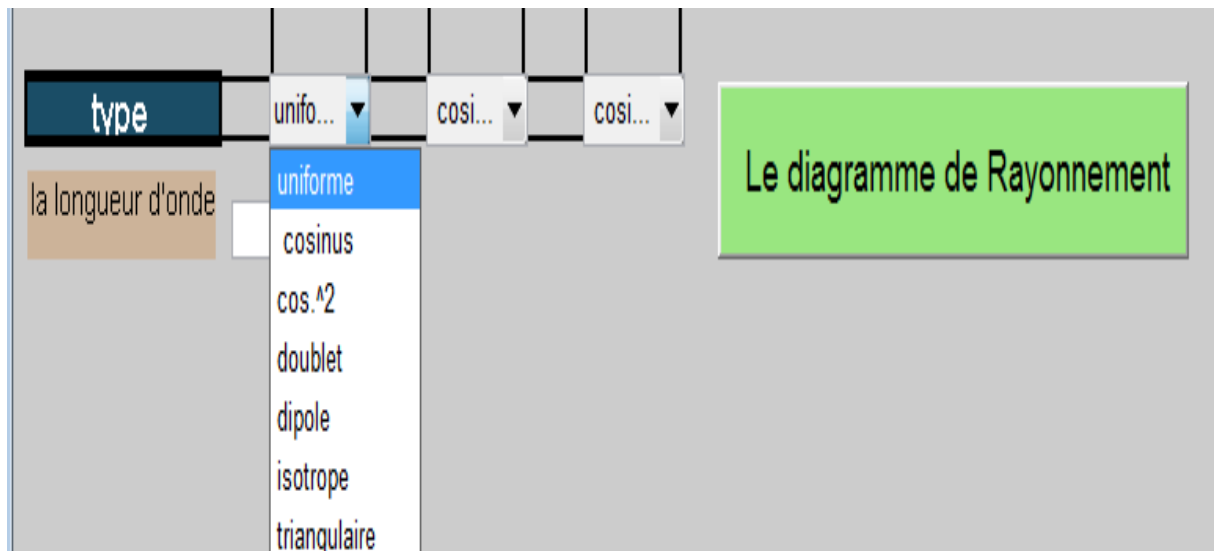 type
unifo...
cosi...
cosi...
la longueur d'onde
uniforme
cosinus
cos.^2
doublet
dipole
isotrope
triangulaire
Le diagramme de Rayonnement